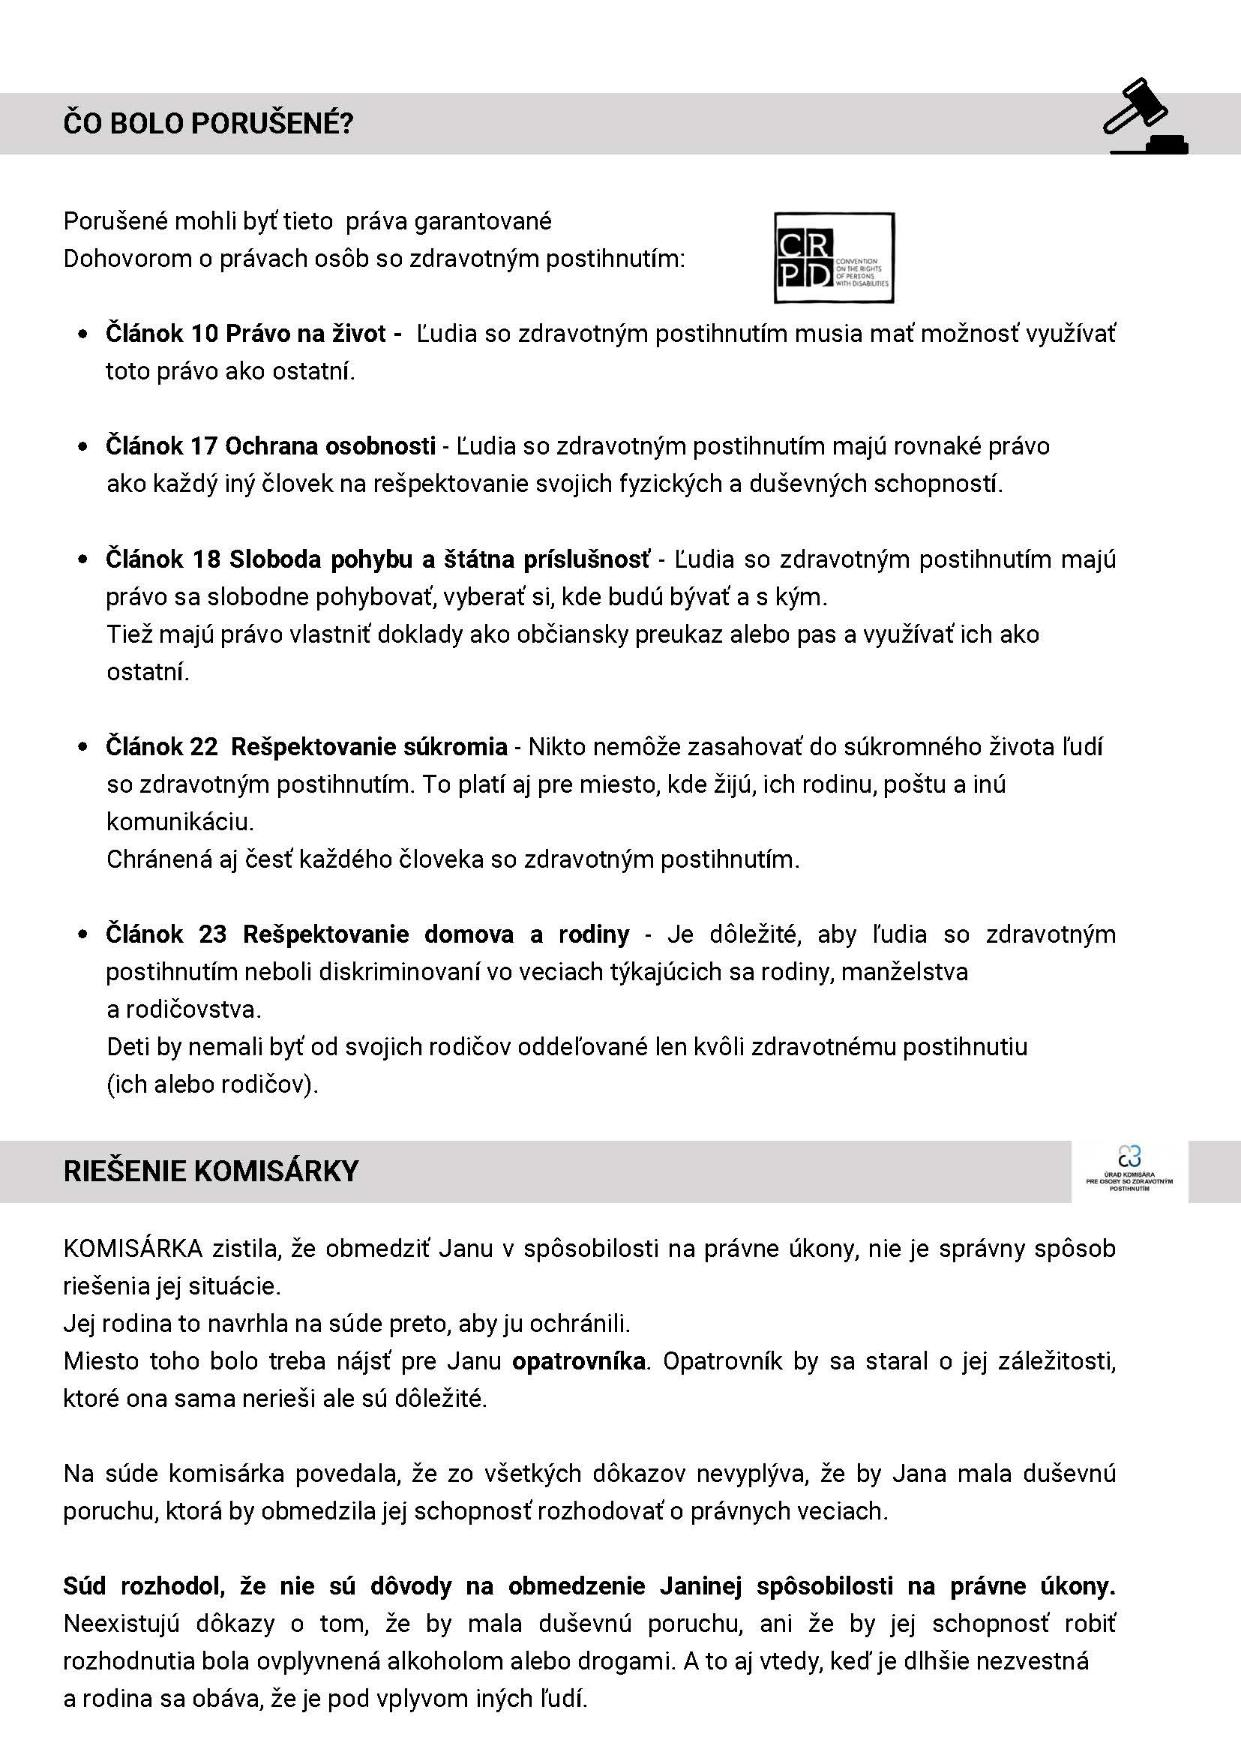 ČO BOLO PORUŠENÉ?
Porušené mohli byť tieto  práva garantované
Dohovorom o právach osôb so zdravotným postihnutím:
CR
PD
CONVENTION
ON THE RIGHTS
OF PERSONS
WITH DISABILITIES
• Článok 10 Právo na život -  Ľudia so zdravotným postihnutím musia mať možnosť využívať
toto právo ako ostatní.
• Článok 17 Ochrana osobnosti - Ľudia so zdravotným postihnutím majú rovnaké právo
ako každý iný človek na rešpektovanie svojich fyzických a duševných schopností.
• Článok 18 Sloboda pohybu a štátna príslušnosť - Ľudia so zdravotným postihnutím majú
právo sa slobodne pohybovať, vyberať si, kde budú bývať a s kým.
Tiež majú právo vlastniť doklady ako občiansky preukaz alebo pas a využívať ich ako
ostatní.
• Článok 22  Rešpektovanie súkromia - Nikto nemôže zasahovať do súkromného života ľudí
so zdravotným postihnutím. To platí aj pre miesto, kde žijú, ich rodinu, poštu a inú
komunikáciu.
Chránená aj česť každého človeka so zdravotným postihnutím.
• Článok 23 Rešpektovanie domova a rodiny - Je dôležité, aby ľudia so zdravotným
postihnutím neboli diskriminovaní vo veciach týkajúcich sa rodiny, manželstva
a rodičovstva.
Deti by nemali byť od svojich rodičov oddeľované len kvôli zdravotnému postihnutiu
(ich alebo rodičov).
RIEŠENIE KOMISÁRKY
ÚRAD KOMISÁRA
PRE OSOBY SO ZDRAVOTNÝM
POSTIHNUTÍM
KOMISÁRKA zistila, že obmedziť Janu v spôsobilosti na právne úkony, nie je správny spôsob
riešenia jej situácie.
Jej rodina to navrhla na súde preto, aby ju ochránili.
Miesto toho bolo treba nájsť pre Janu opatrovníka. Opatrovník by sa staral o jej záležitosti,
ktoré ona sama nerieši ale sú dôležité.
Na súde komisárka povedala, že zo všetkých dôkazov nevyplýva, že by Jana mala duševnú
poruchu, ktorá by obmedzila jej schopnosť rozhodovať o právnych veciach.
Súd rozhodol, že nie sú dôvody na obmedzenie Janinej spôsobilosti na právne úkony.
Neexistujú dôkazy o tom, že by mala duševnú poruchu, ani že by jej schopnosť robiť
rozhodnutia bola ovplyvnená alkoholom alebo drogami. A to aj vtedy, keď je dlhšie nezvestná
a rodina sa obáva, že je pod vplyvom iných ľudí.